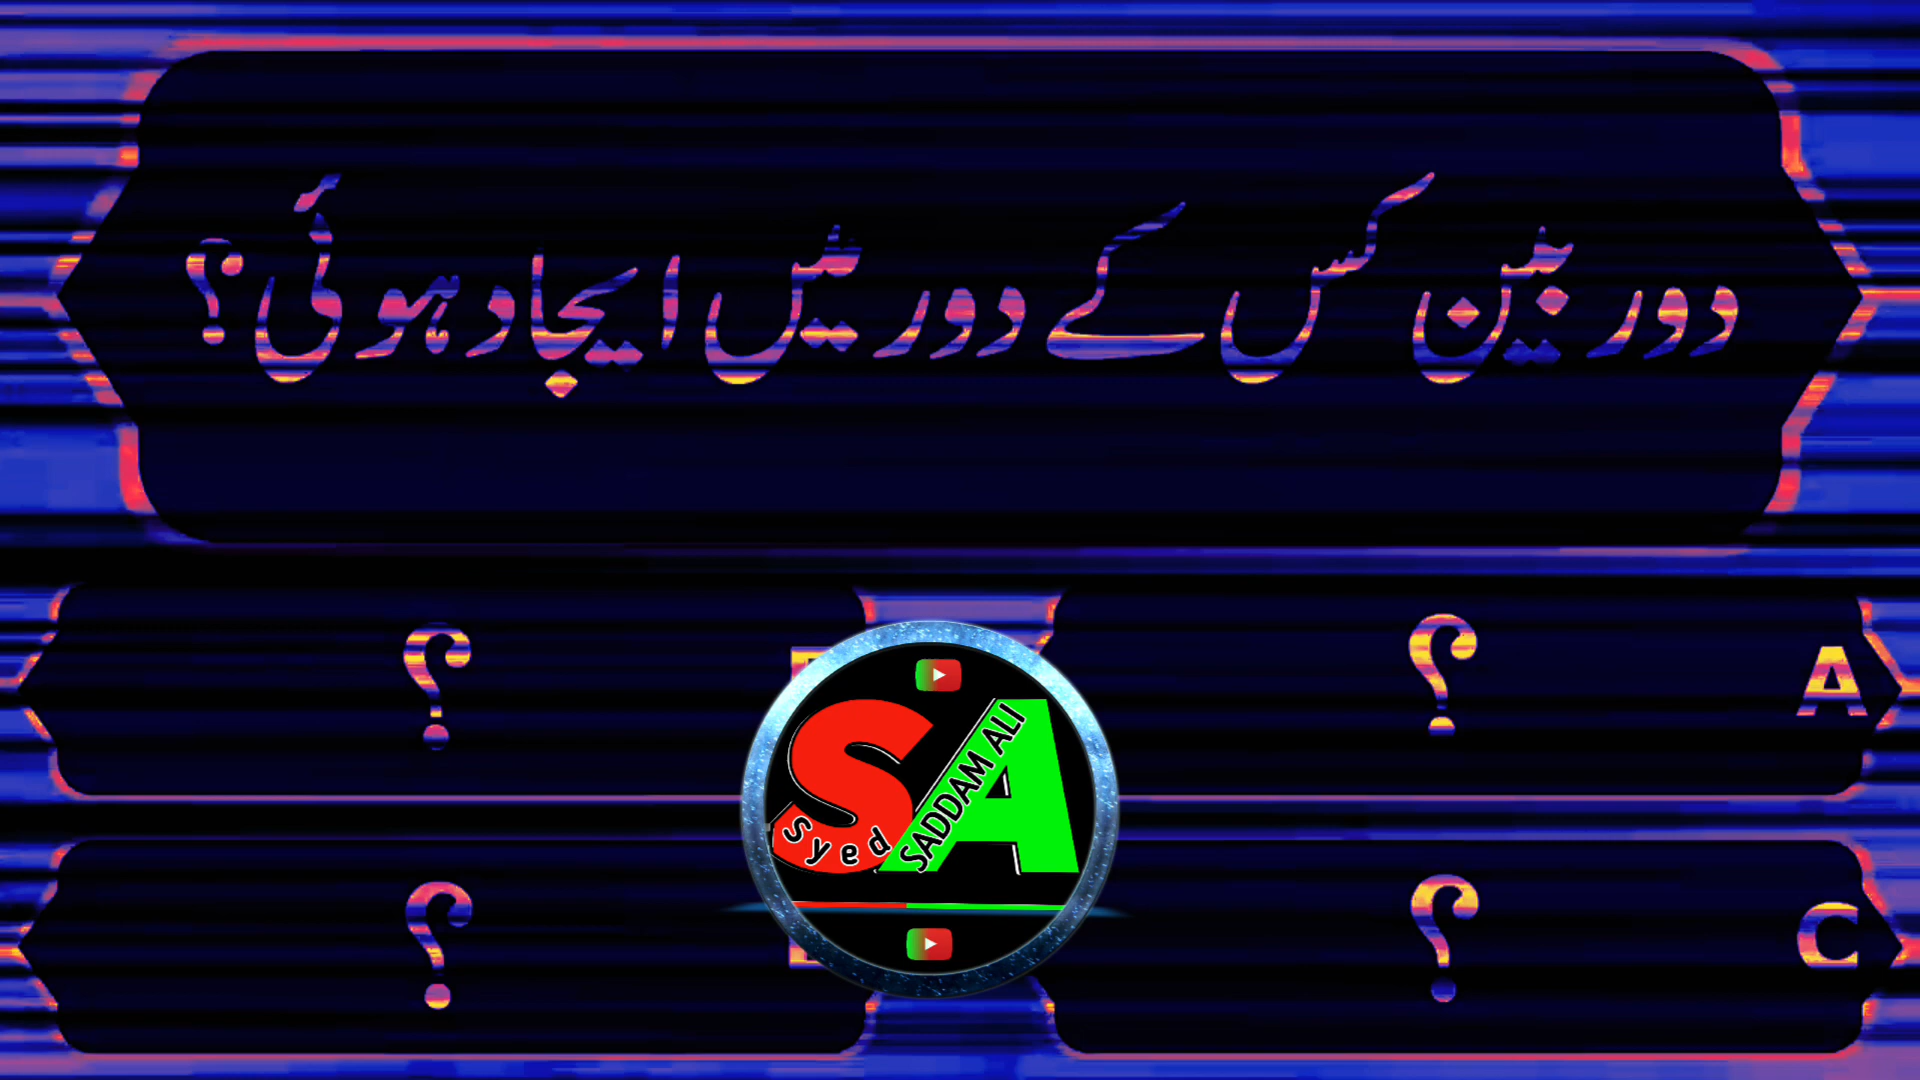 دوربین کس کے دور میں ایجاد ہوئی؟
A ؟
؟
C ؟
؟
Syed SADDAM ALI
SA